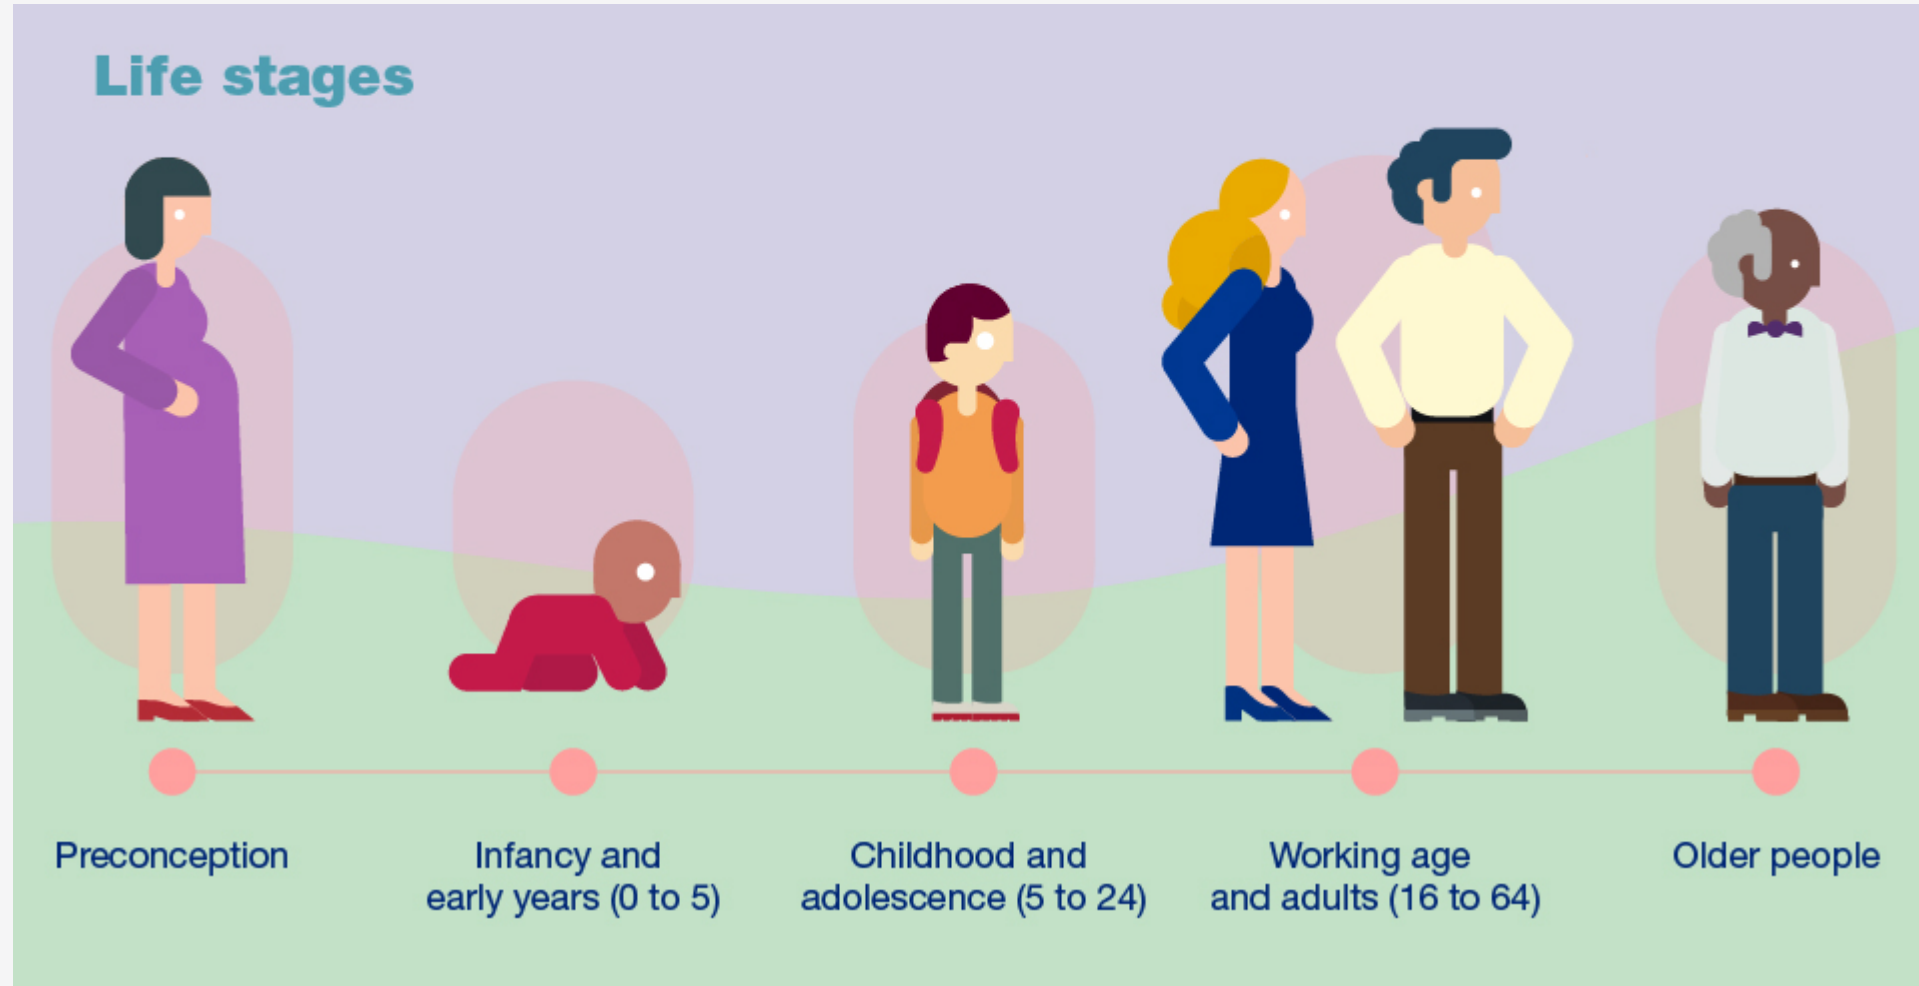 Life stages
Preconception
Infancy and
early years (0 to 5)
Childhood and
adolescence (5 to 24)
Working age
and adults (16 to 64)
Older people